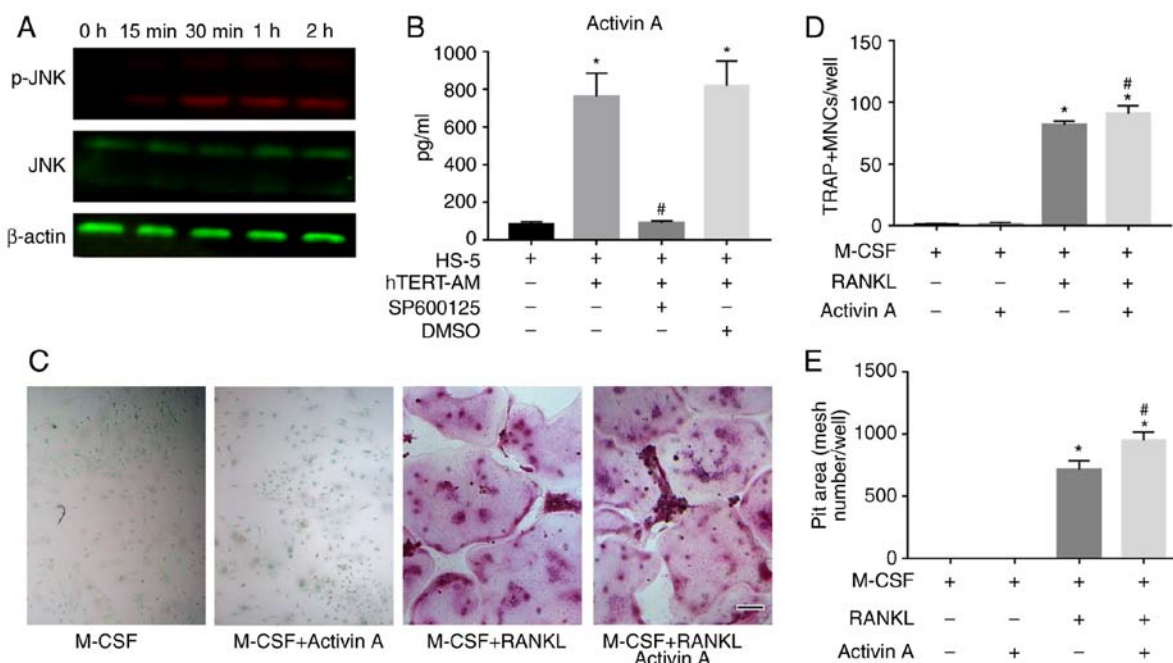 A
0 h 15 min 30 min 1 h 2 h
p-JNK
JNK
β-actin
B
Activin A
pg/ml
1000
800
600
400
200
0
*
*
#
HS-5 + + + +
hTERT-AM – + + +
SP600125 – – + –
DMSO – – – +
C
M-CSF
M-CSF+Activin A
M-CSF+RANKL
M-CSF+RANKL
Activin A
D
TRAP+MNCs/well
150
100
50
0
*
#
*
M-CSF + + + +
RANKL – – + +
Activin A – + – +
E
Pit area (mesh
number/well)
1500
1000
500
0
*
#
*
M-CSF + + + +
RANKL – – + +
Activin A – + – +